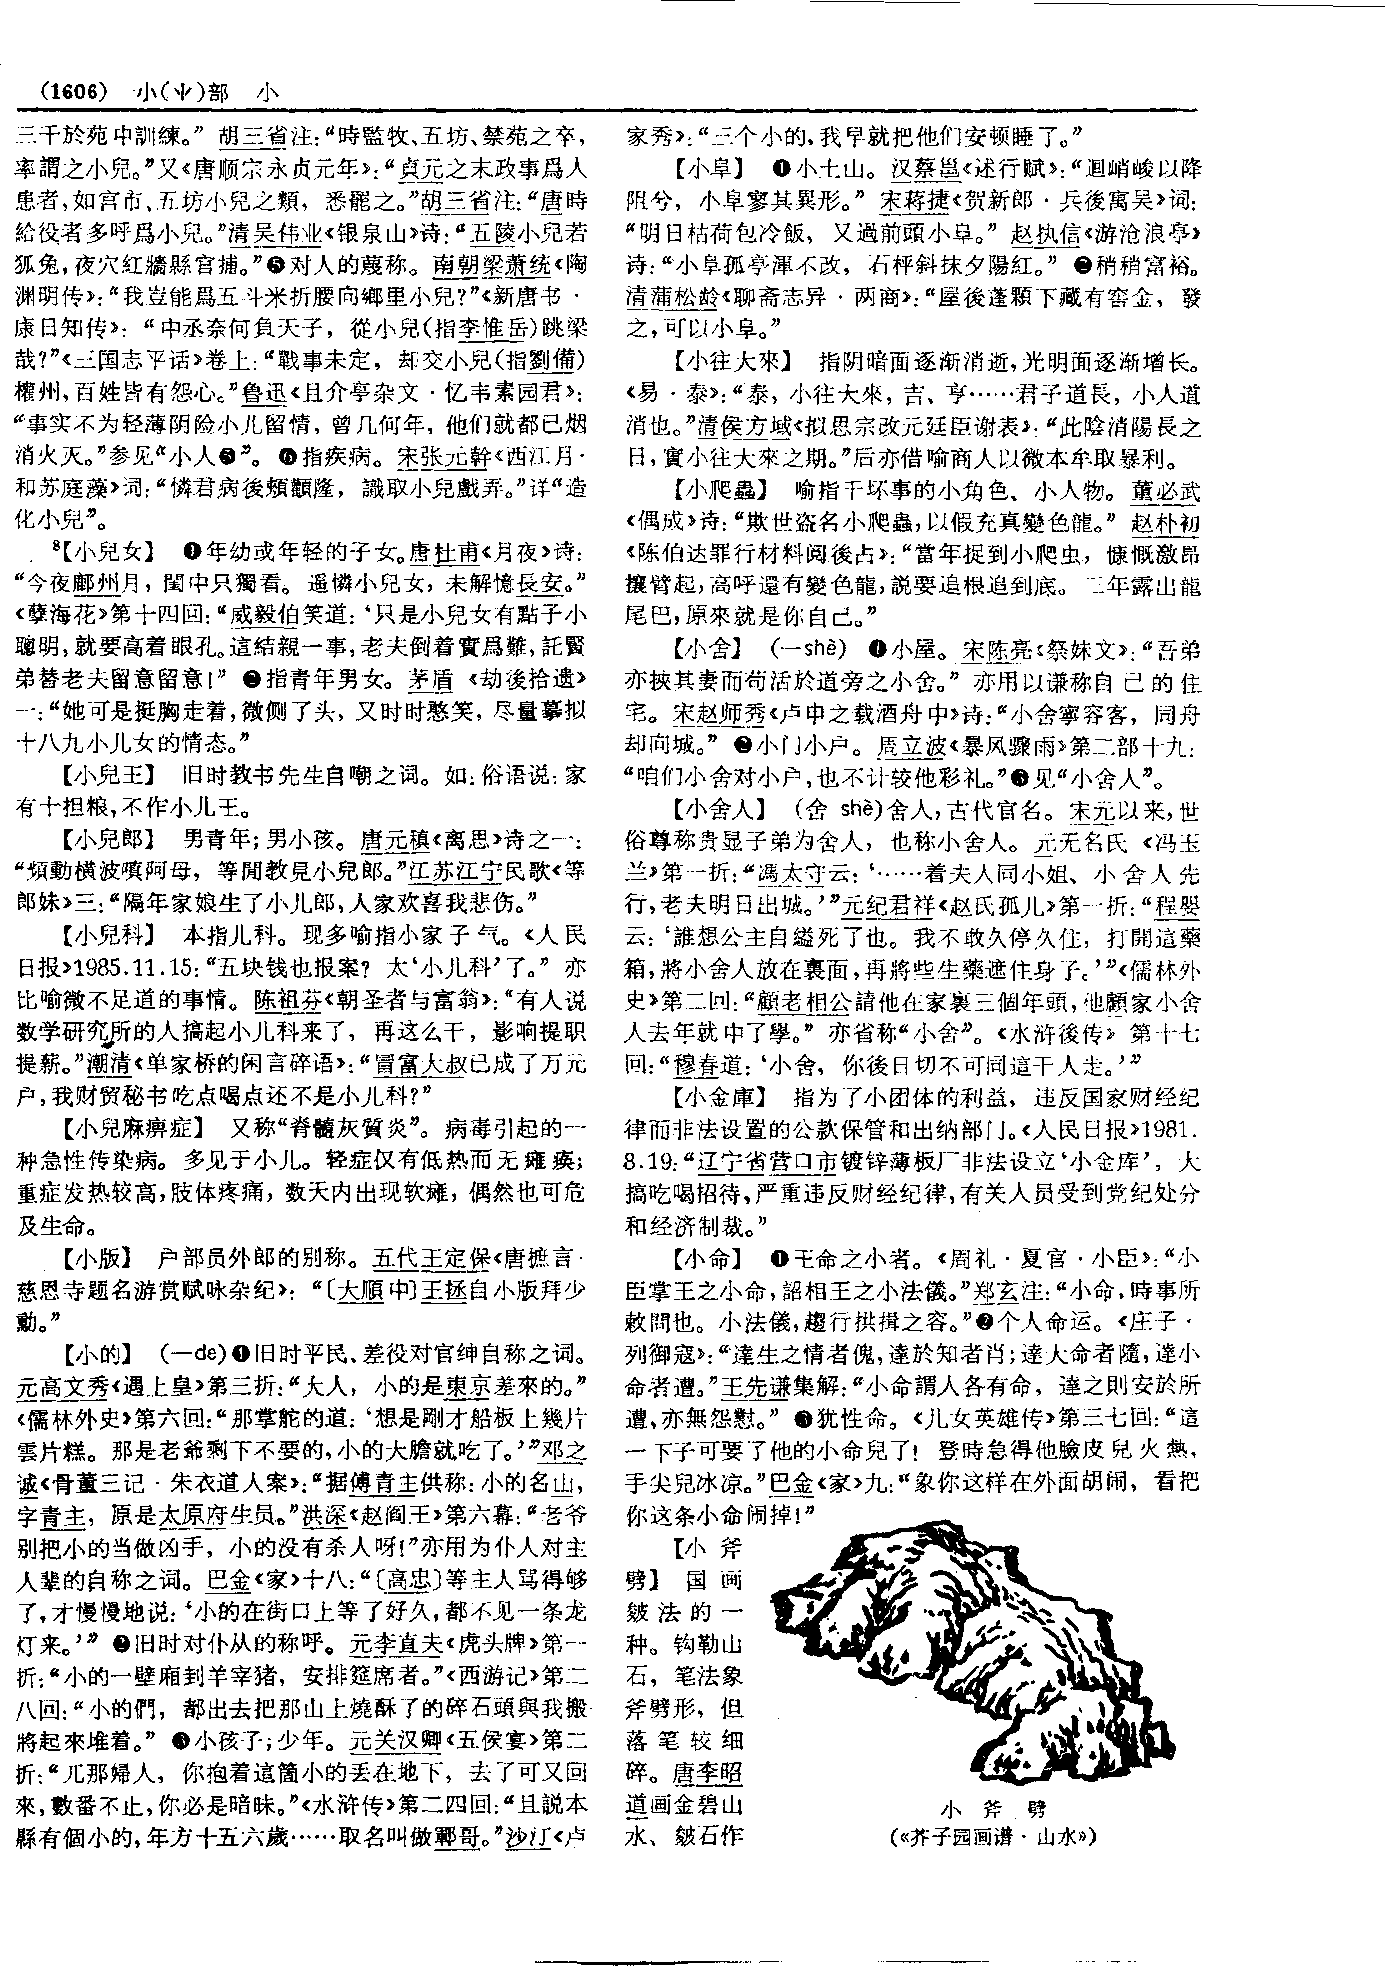 (1606) 小(⺌)部 小
三千於苑中訓練。” 胡三省注：“時監牧、五坊、禁苑之卒，
率謂之小兒。”又《唐顺宗永贞元年》：“貞元之末政事爲人
患者，如宫市、五坊小兒之類，悉罷之。”胡三省注：“唐時
給役者多呼爲小兒。”清吴伟业《银泉山》诗：“五陵小兒若
狐兔，夜穴紅牆縣官捕。”❺对人的蔑称。南朝梁萧统《陶
渊明传》：“我豈能爲五斗米折腰向鄉里小兒？”《新唐书·
康日知传》：“中丞奈何負天子，從小兒（指李惟岳）跳梁
哉？”《三国志平话》卷上：“戰事未定，却交小兒（指劉備）
權州，百姓皆有怨心。”鲁迅《且介亭杂文·忆韦素园君》：
“事实不为轻薄阴险小儿留情，曾几何年，他们就都已烟
消火灭。”参见“小人❺”。❻指疾病。宋张元幹《西江月·
和苏庭藻》词：“憐君病後頰顴隆，識取小兒戲弄。”详“造
化小兒”。
⁸【小兒女】 ❶年幼或年轻的子女。唐杜甫《月夜》诗：
“今夜鄜州月，閨中只獨看。遥憐小兒女，未解憶長安。”
《孽海花》第十四回：“威毅伯笑道：‘只是小兒女有點子小
聰明，就要高着眼孔。這結親一事，老夫倒着實爲難，託賢
弟替老夫留意留意！” ❷指青年男女。茅盾《劫後拾遗》
一：“她可是挺胸走着，微侧了头，又时时憨笑，尽量摹拟
十八九小儿女的情态。”
【小兒王】 旧时教书先生自嘲之词。如：俗语说：家
有十担粮，不作小儿王。
【小兒郎】 男青年；男小孩。唐元稹《离思》诗之一：
“頻動横波嗔阿母，等閒教見小兒郎。”江苏江宁民歌《等
郎妹》三：“隔年家娘生了小儿郎，人家欢喜我悲伤。”
【小兒科】 本指儿科。现多喻指小家子气。《人民
日报》1985.11.15：“五块钱也报案？太‘小儿科’了。” 亦
比喻微不足道的事情。陈祖芬《朝圣者与富翁》：“有人说
数学研究所的人搞起小儿科来了，再这么干，影响提职
提薪。”潮清《单家桥的闲言碎语》：“冒富大叔已成了万元
户，我财贸秘书吃点喝点还不是小儿科？”
【小兒麻痹症】 又称“脊髓灰質炎”。病毒引起的一
种急性传染病。多见于小儿。轻症仅有低热而无瘫痪；
重症发热较高，肢体疼痛，数天内出现软瘫，偶然也可危
及生命。
【小版】 户部员外郎的别称。五代王定保《唐摭言·
慈恩寺题名游赏赋咏杂纪》：“〔大順中〕王拯自小版拜少
勳。”
【小的】 （一de）❶旧时平民、差役对官绅自称之词。
元高文秀《遇上皇》第三折：“大人，小的是東京差來的。”
《儒林外史》第六回：“那掌舵的道：‘想是剛才船板上幾片
雲片糕。那是老爺剩下不要的，小的大膽就吃了。’”邓之
诚《骨董三记·朱衣道人案》：“据傅青主供称：小的名山，
字青主，原是太原府生员。”洪深《赵阎王》第六幕：“老爷
别把小的当做凶手，小的没有杀人呀！”亦用为仆人对主
人辈的自称之词。巴金《家》十八：“〔高忠〕等主人骂得够
了，才慢慢地说：‘小的在街口上等了好久，都不见一条龙
灯来。’” ❷旧时对仆从的称呼。元李直夫《虎头牌》第一
折：“小的一壁廂刲羊宰猪，安排筵席者。”《西游记》第二
八回：“小的們，都出去把那山上燒酥了的碎石頭與我搬
將起來堆着。” ❸小孩子；少年。元关汉卿《五侯宴》第二
折：“兀那婦人，你抱着這箇小的丢在地下，去了可又回
來，數番不止，你必是暗昧。”《水浒传》第二四回：“且説本
縣有個小的，年方十五六歲……取名叫做鄆哥。”沙汀《卢
家秀》：“三个小的，我早就把他们安顿睡了。”
【小阜】 ❶小土山。汉蔡邕《述行赋》：“迴峭峻以降
阻兮，小阜寥其異形。” 宋蒋捷《贺新郎·兵後寓吴》词：
“明日枯荷包冷飯，又過前頭小阜。” 赵执信《游沧浪亭》
诗：“小阜孤亭渾不改，石枰斜抹夕陽紅。” ❷稍稍富裕。
清蒲松龄《聊斋志异·两商》：“屋後蓬顆下藏有窖金，發
之，可以小阜。”
【小往大來】 指阴暗面逐渐消逝，光明面逐渐增长。
《易·泰》：“泰，小往大來，吉、亨……君子道長，小人道
消也。”清侯方域《拟思宗改元廷臣谢表》：“此陰消陽長之
日，實小往大來之期。”后亦借喻商人以微本牟取暴利。
【小爬蟲】 喻指干坏事的小角色、小人物。董必武
《偶成》诗：“欺世盗名小爬蟲，以假充真變色龍。” 赵朴初
《陈伯达罪行材料阅後占》：“當年捉到小爬虫，慷慨激昂
攘臂起，高呼還有變色龍，説要追根追到底。三年露出龍
尾巴，原來就是你自己。”
【小舍】 （一shè） ❶小屋。宋陈亮《祭妹文》：“吾弟
亦挾其妻而苟活於道旁之小舍。” 亦用以谦称自己的住
宅。宋赵师秀《卢申之载酒舟中》诗：“小舍寧容客，同舟
却向城。” ❷小门小户。周立波《暴风骤雨》第二部十九：
“咱们小舍对小户，也不计较他彩礼。”❸见“小舍人”。
【小舍人】 （舍 shè）舍人，古代官名。宋元以来，世
俗尊称贵显子弟为舍人，也称小舍人。元无名氏《冯玉
兰》第一折：“馮太守云：‘……着夫人同小姐、小舍人先
行，老夫明日出城。’”元纪君祥《赵氏孤儿》第一折：“程嬰
云：‘誰想公主自縊死了也。我不敢久停久住，打開這藥
箱，將小舍人放在裏面，再將些生藥遮住身子。’”《儒林外
史》第二回：“顧老相公請他在家裏三個年頭，他顧家小舍
人去年就中了學。” 亦省称“小舍”。《水浒後传》第十七
回：“穆春道：‘小舍，你後日切不可同這干人走。’”
【小金庫】 指为了小团体的利益，违反国家财经纪
律而非法设置的公款保管和出纳部门。《人民日报》1981.
8.19：“辽宁省营口市镀锌薄板厂非法设立‘小金库’，大
搞吃喝招待，严重违反财经纪律，有关人员受到党纪处分
和经济制裁。”
【小命】 ❶王命之小者。《周礼·夏官·小臣》：“小
臣掌王之小命，詔相王之小法儀。”郑玄注：“小命，時事所
敕問也。小法儀，趨行拱揖之容。”❷个人命运。《庄子·
列御寇》：“達生之情者傀，達於知者肖；達大命者隨，達小
命者遭。”王先谦集解：“小命謂人各有命，達之則安於所
遭，亦無怨懟。” ❸犹性命。《儿女英雄传》第三七回：“這
一下子可要了他的小命兒了！登時急得他臉皮兒火熱，
手尖兒冰凉。”巴金《家》九：“象你这样在外面胡闹，看把
你这条小命闹掉！”
【小斧
劈】 国画
皴法的一
种。钩勒山
石，笔法象
斧劈形，但
落笔较细
碎。唐李昭
道画金碧山
水、皴石作
小 斧 劈
（《芥子园画谱·山水》）